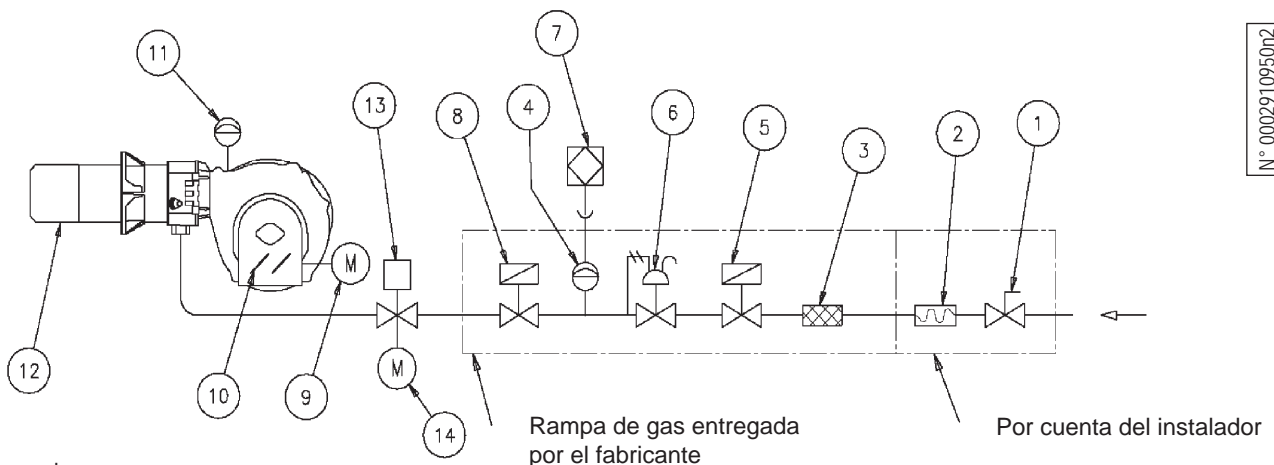 11
7
13
8
4
6
5
3
2
1
N° 0002910950n2
M
M
12
10
9
14
Rampa de gas entregada
por el fabricante
Por cuenta del instalador